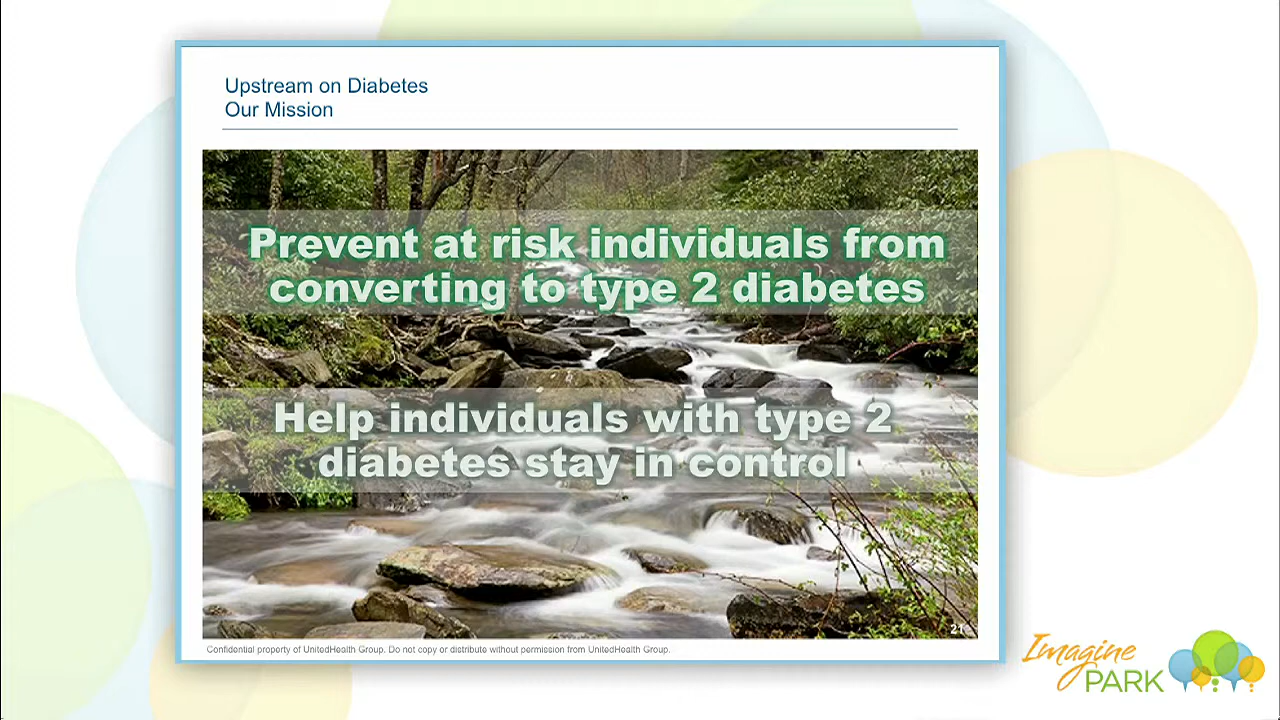 Upstream on Diabetes
Our Mission
Prevent at risk individuals from
converting to type 2 diabetes
Help individuals with type 2
diabetes stay in control
21
Confidential property of UnitedHealth Group. Do not copy or distribute without permission from UnitedHealth Group.
Imagine
PARK